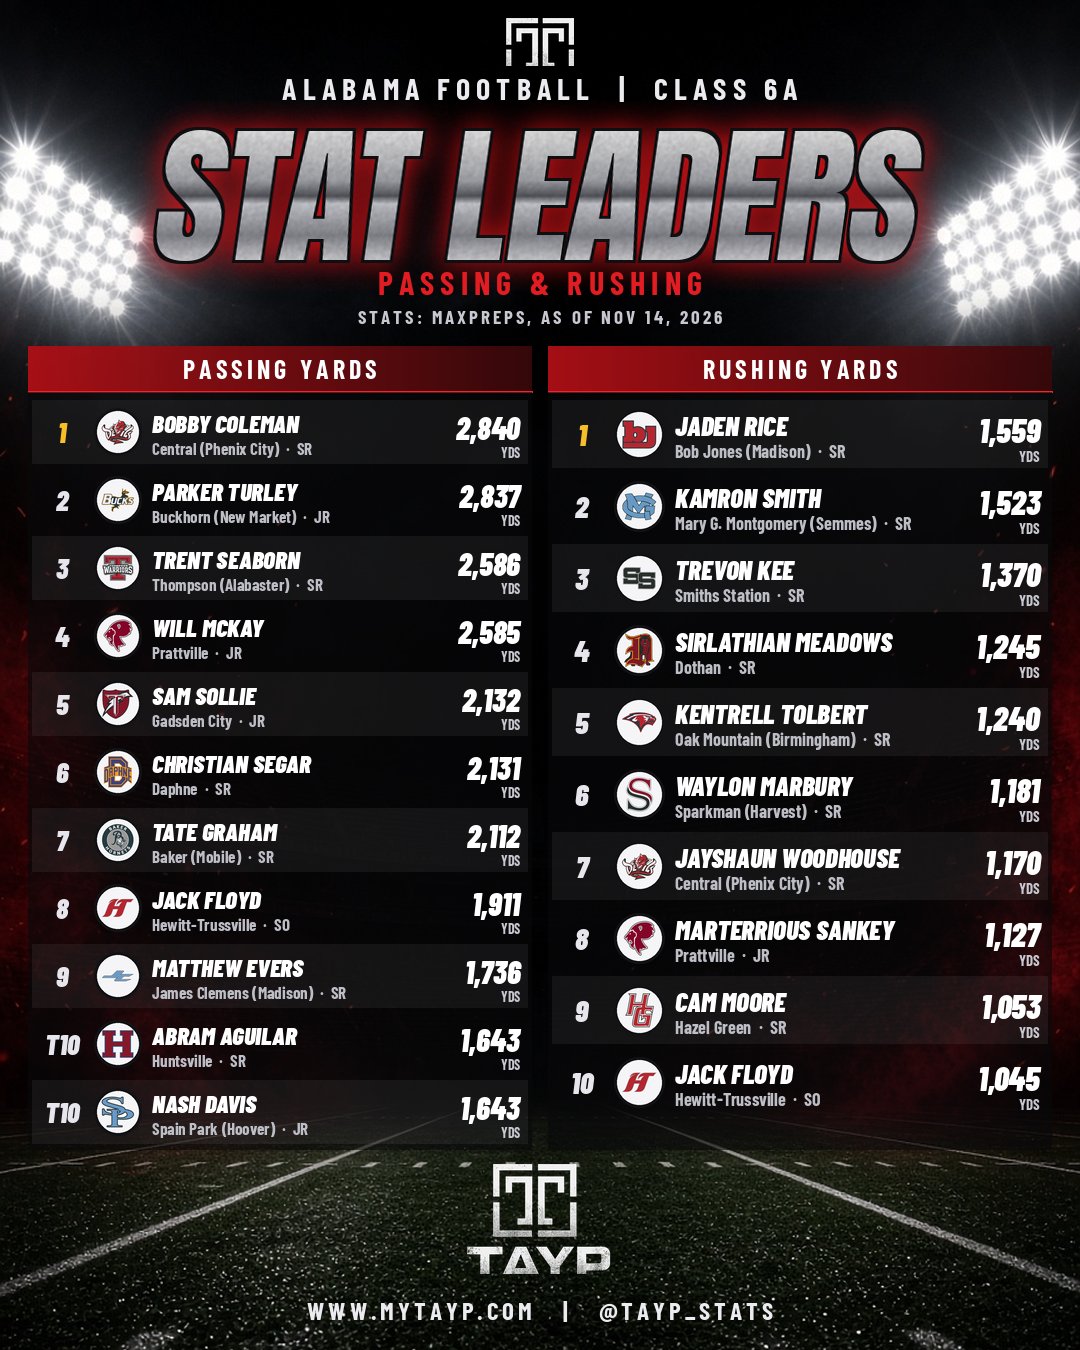 ALABAMA FOOTBALL | CLASS 6A
STAT LEADERS
PASSING & RUSHING
STATS: MAXPREPS, AS OF NOV 14, 2026
PASSING YARDS
1 BOBBY COLEMAN 2,840
Central (Phenix City) · SR YDS
2 PARKER TURLEY 2,837
Buckhorn (New Market) · JR YDS
3 TRENT SEABORN 2,586
Thompson (Alabaster) · SR YDS
4 WILL MCKAY 2,585
Prattville · JR YDS
5 SAM SOLLIE 2,132
Gadsden City · JR YDS
6 CHRISTIAN SEGAR 2,131
Daphne · SR YDS
7 TATE GRAHAM 2,112
Baker (Mobile) · SR YDS
8 JACK FLOYD 1,911
Hewitt-Trussville · SO YDS
9 MATTHEW EVERS 1,736
James Clemens (Madison) · SR YDS
T10 ABRAM AGUILAR 1,643
Huntsville · SR YDS
T10 NASH DAVIS 1,643
Spain Park (Hoover) · JR YDS
RUSHING YARDS
1 JADEN RICE 1,559
Bob Jones (Madison) · SR YDS
2 KAMRON SMITH 1,523
Mary G. Montgomery (Semmes) · SR YDS
3 TREVON KEE 1,370
Smiths Station · SR YDS
4 SIRLATHIAN MEADOWS 1,245
Dothan · SR YDS
5 KENTRELL TOLBERT 1,240
Oak Mountain (Birmingham) · SR YDS
6 WAYLON MARBURY 1,181
Sparkman (Harvest) · SR YDS
7 JAYSHAUN WOODHOUSE 1,170
Central (Phenix City) · SR YDS
8 MARTERRIOUS SANKEY 1,127
Prattville · JR YDS
9 CAM MOORE 1,053
Hazel Green · SR YDS
10 JACK FLOYD 1,045
Hewitt-Trussville · SO YDS
TAYP
WWW.MYTAYP.COM | @TAYP_STATS